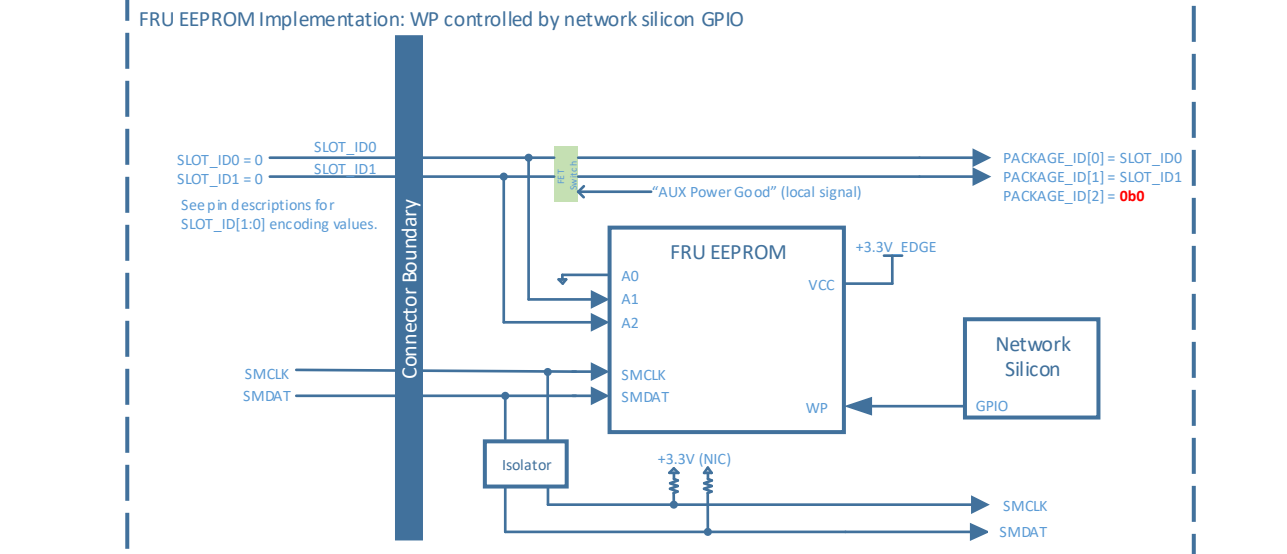 FRU EEPROM Implementation: WP controlled by network silicon GPIO
SLOT_ID0
SLOT_ID0 = 0
SLOT_ID1
SLOT_ID1 = 0
See pin descriptions for
SLOT_ID[1:0] encoding values.
Connector Boundary
FET
Switch
"AUX Power Good" (local signal)
PACKAGE_ID[0] = SLOT_ID0
PACKAGE_ID[1] = SLOT_ID1
PACKAGE_ID[2] = 0b0
FRU EEPROM
+3.3V_EDGE
A0
VCC
A1
A2
SMCLK
SMDAT
SMCLK
SMDAT
WP
Network
Silicon
GPIO
Isolator
+3.3V (NIC)
SMCLK
SMDAT